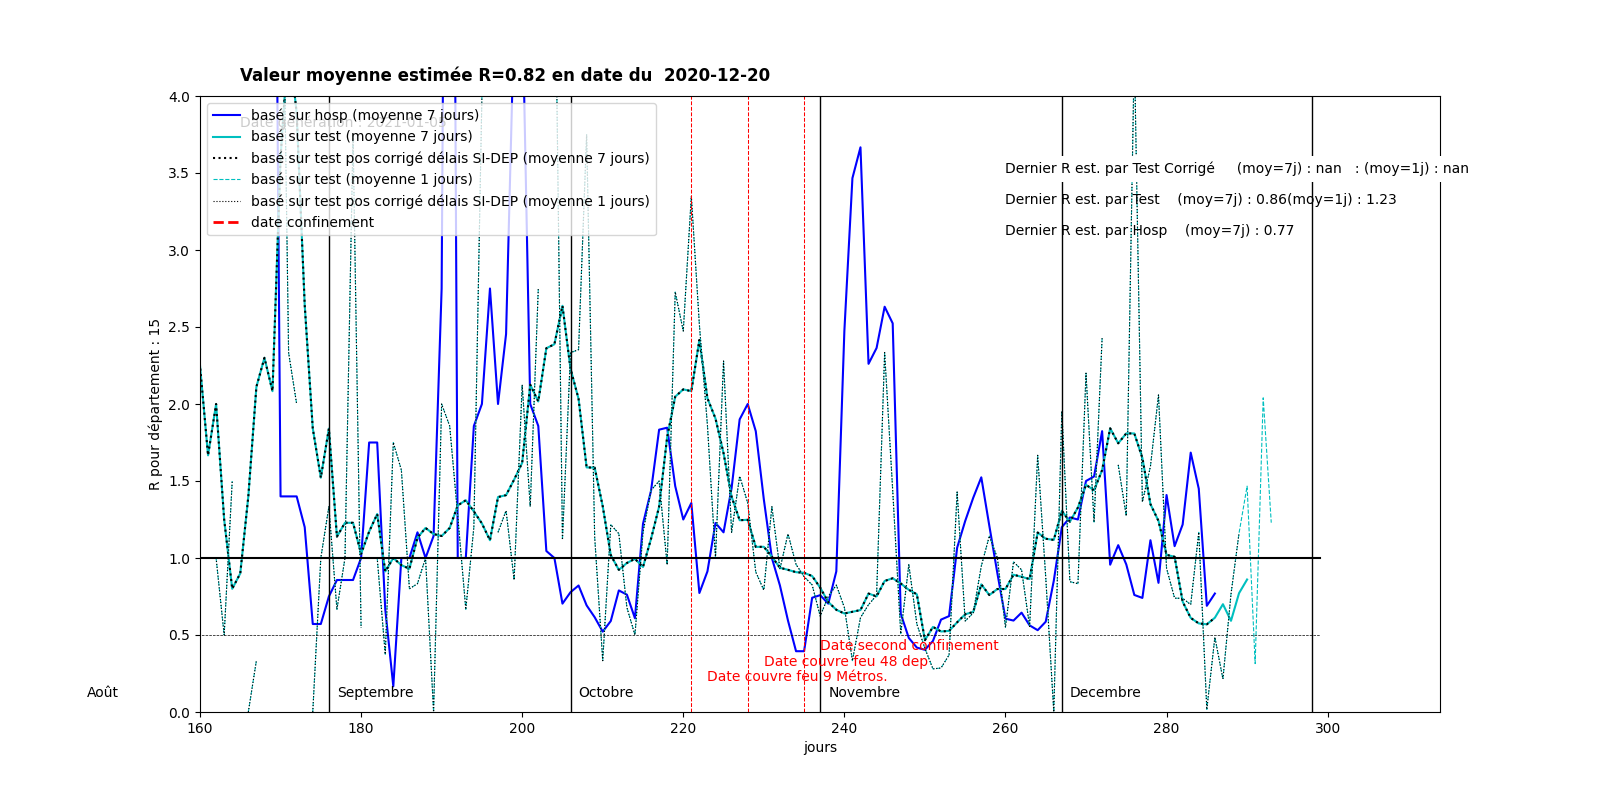 Valeur moyenne estimée R=0.82 en date du  2020-12-20
4.0
3.5
3.0
2.5
2.0
1.5
1.0
0.5
0.0
R pour département : 15
basé sur hosp (moyenne 7 jours)
basé sur test (moyenne 7 jours)
basé sur test pos corrigé délais SI-DEP (moyenne 7 jours)
basé sur test (moyenne 1 jours)
basé sur test pos corrigé délais SI-DEP (moyenne 1 jours)
date confinement
Dernier R est. par Test Corrigé     (moy=7j) : nan   : (moy=1j) : nan
Dernier R est. par Test    (moy=7j) : 0.86(moy=1j) : 1.23
Dernier R est. par Hosp    (moy=7j) : 0.77
Date second confinement
Date couvre feu 48 dep
Date couvre feu 9 Métros.
Août
Septembre
Octobre
Novembre
Decembre
160 180 200 220 240 260 280 300
jours